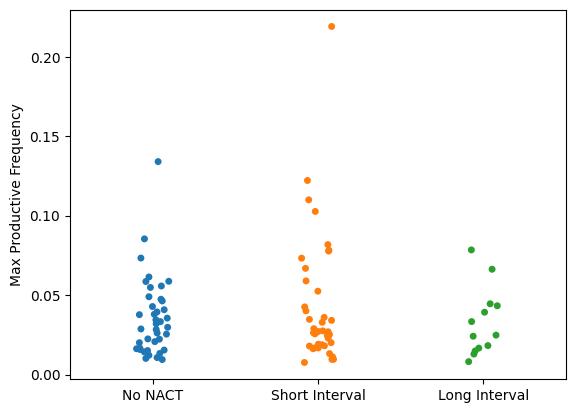 Max Productive Frequency
0.20
0.15
0.10
0.05
0.00
No NACT
Short Interval
Long Interval